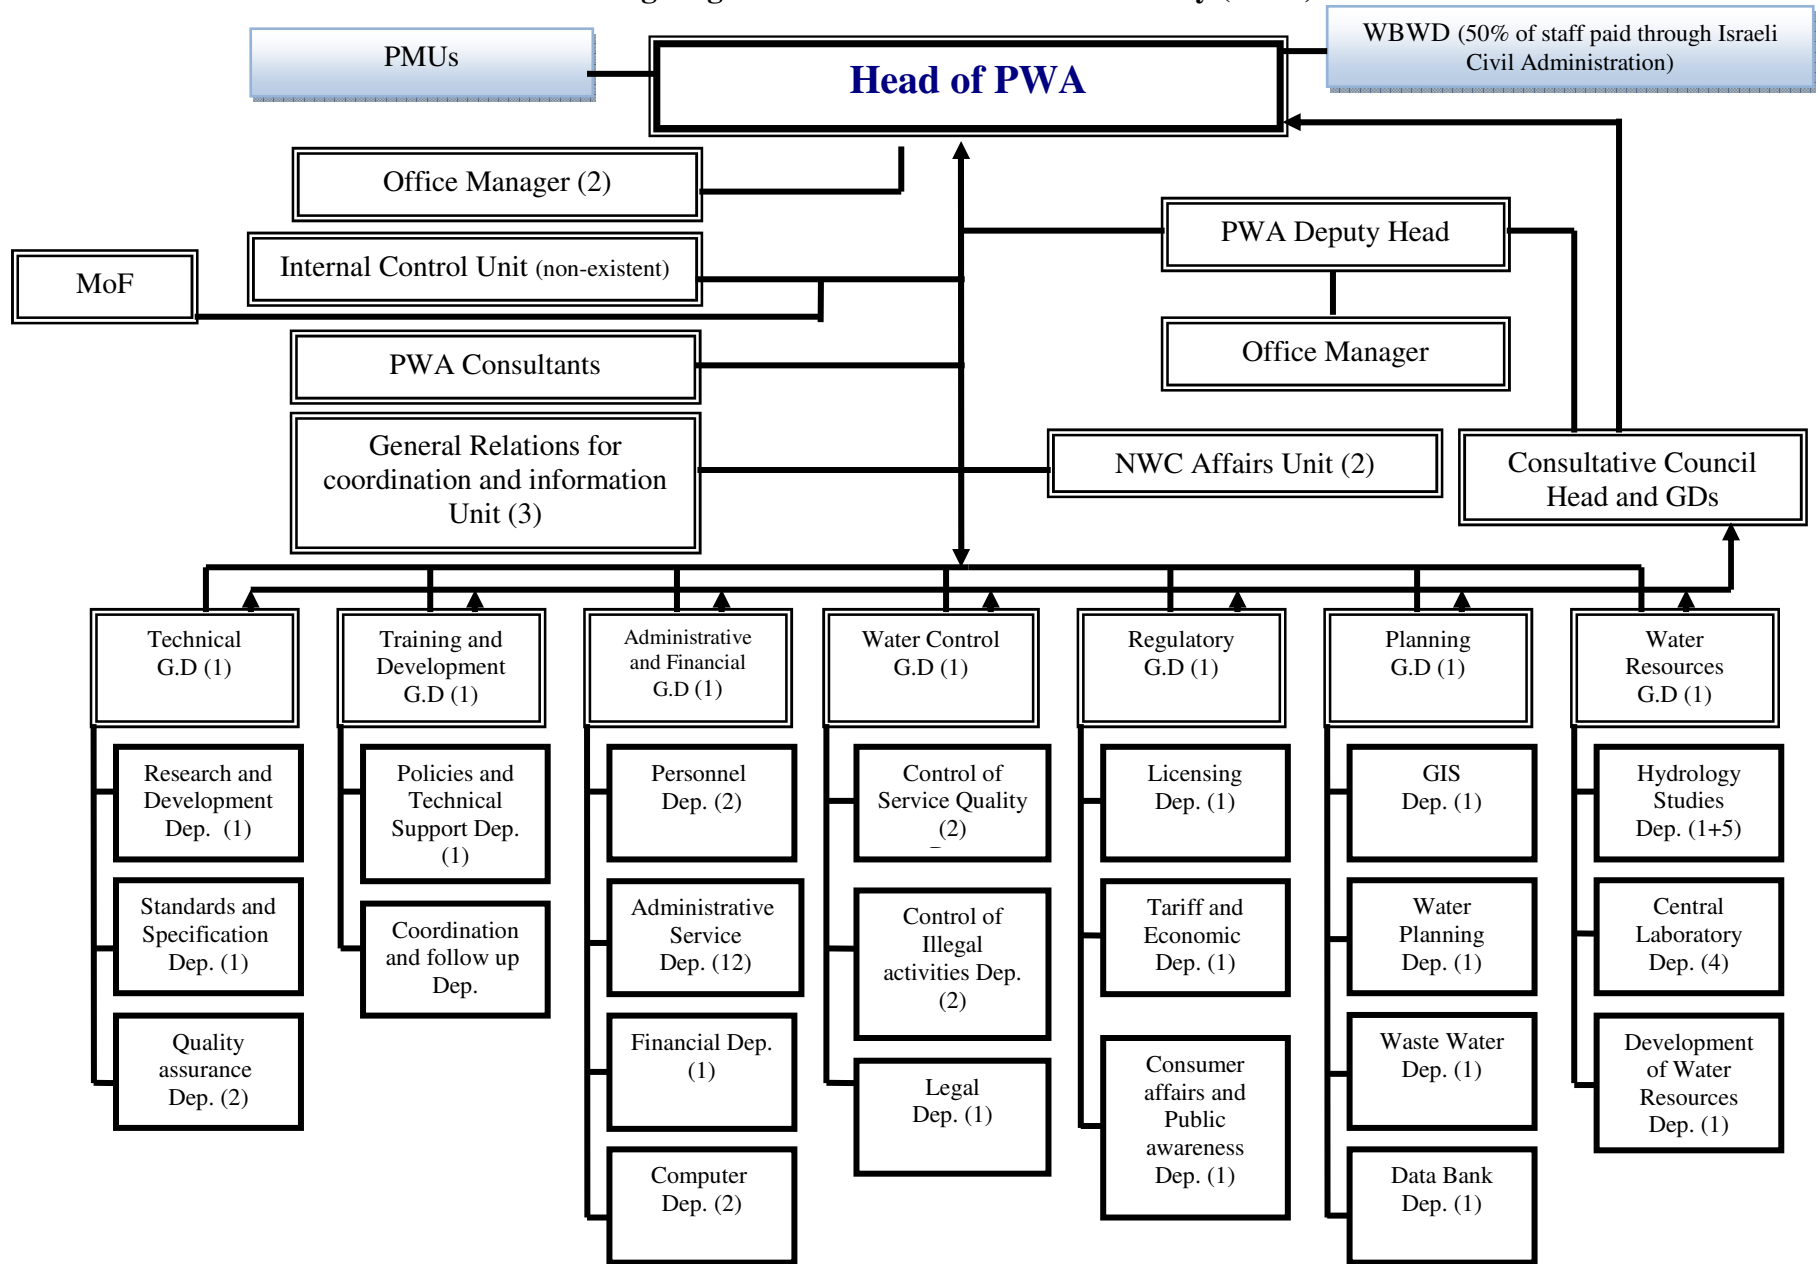 PMUs
Head of PWA
WBWD (50% of staff paid through Israeli
Civil Administration)
Office Manager (2)
PWA Deputy Head
Internal Control Unit (non-existent)
MoF
Office Manager
PWA Consultants
General Relations for
coordination and information
Unit (3)
NWC Affairs Unit (2)
Consultative Council
Head and GDs
Technical
G.D (1)
Training and
Development
G.D (1)
Administrative
and Financial
G.D (1)
Water Control
G.D (1)
Regulatory
G.D (1)
Planning
G.D (1)
Water
Resources
G.D (1)
Research and
Development
Dep. (1)
Standards and
Specification
Dep. (1)
Quality
assurance
Dep. (2)
Policies and
Technical
Support Dep.
(1)
Coordination
and follow up
Dep.
Personnel
Dep. (2)
Administrative
Service
Dep. (12)
Financial Dep.
(1)
Computer
Dep. (2)
Control of
Service Quality
(2)
Control of
Illegal
activities Dep.
(2)
Legal
Dep. (1)
Licensing
Dep. (1)
Tariff and
Economic
Dep. (1)
Consumer
affairs and
Public
awareness
Dep. (1)
GIS
Dep. (1)
Water
Planning
Dep. (1)
Waste Water
Dep. (1)
Data Bank
Dep. (1)
Hydrology
Studies
Dep. (1+5)
Central
Laboratory
Dep. (4)
Development
of Water
Resources
Dep. (1)